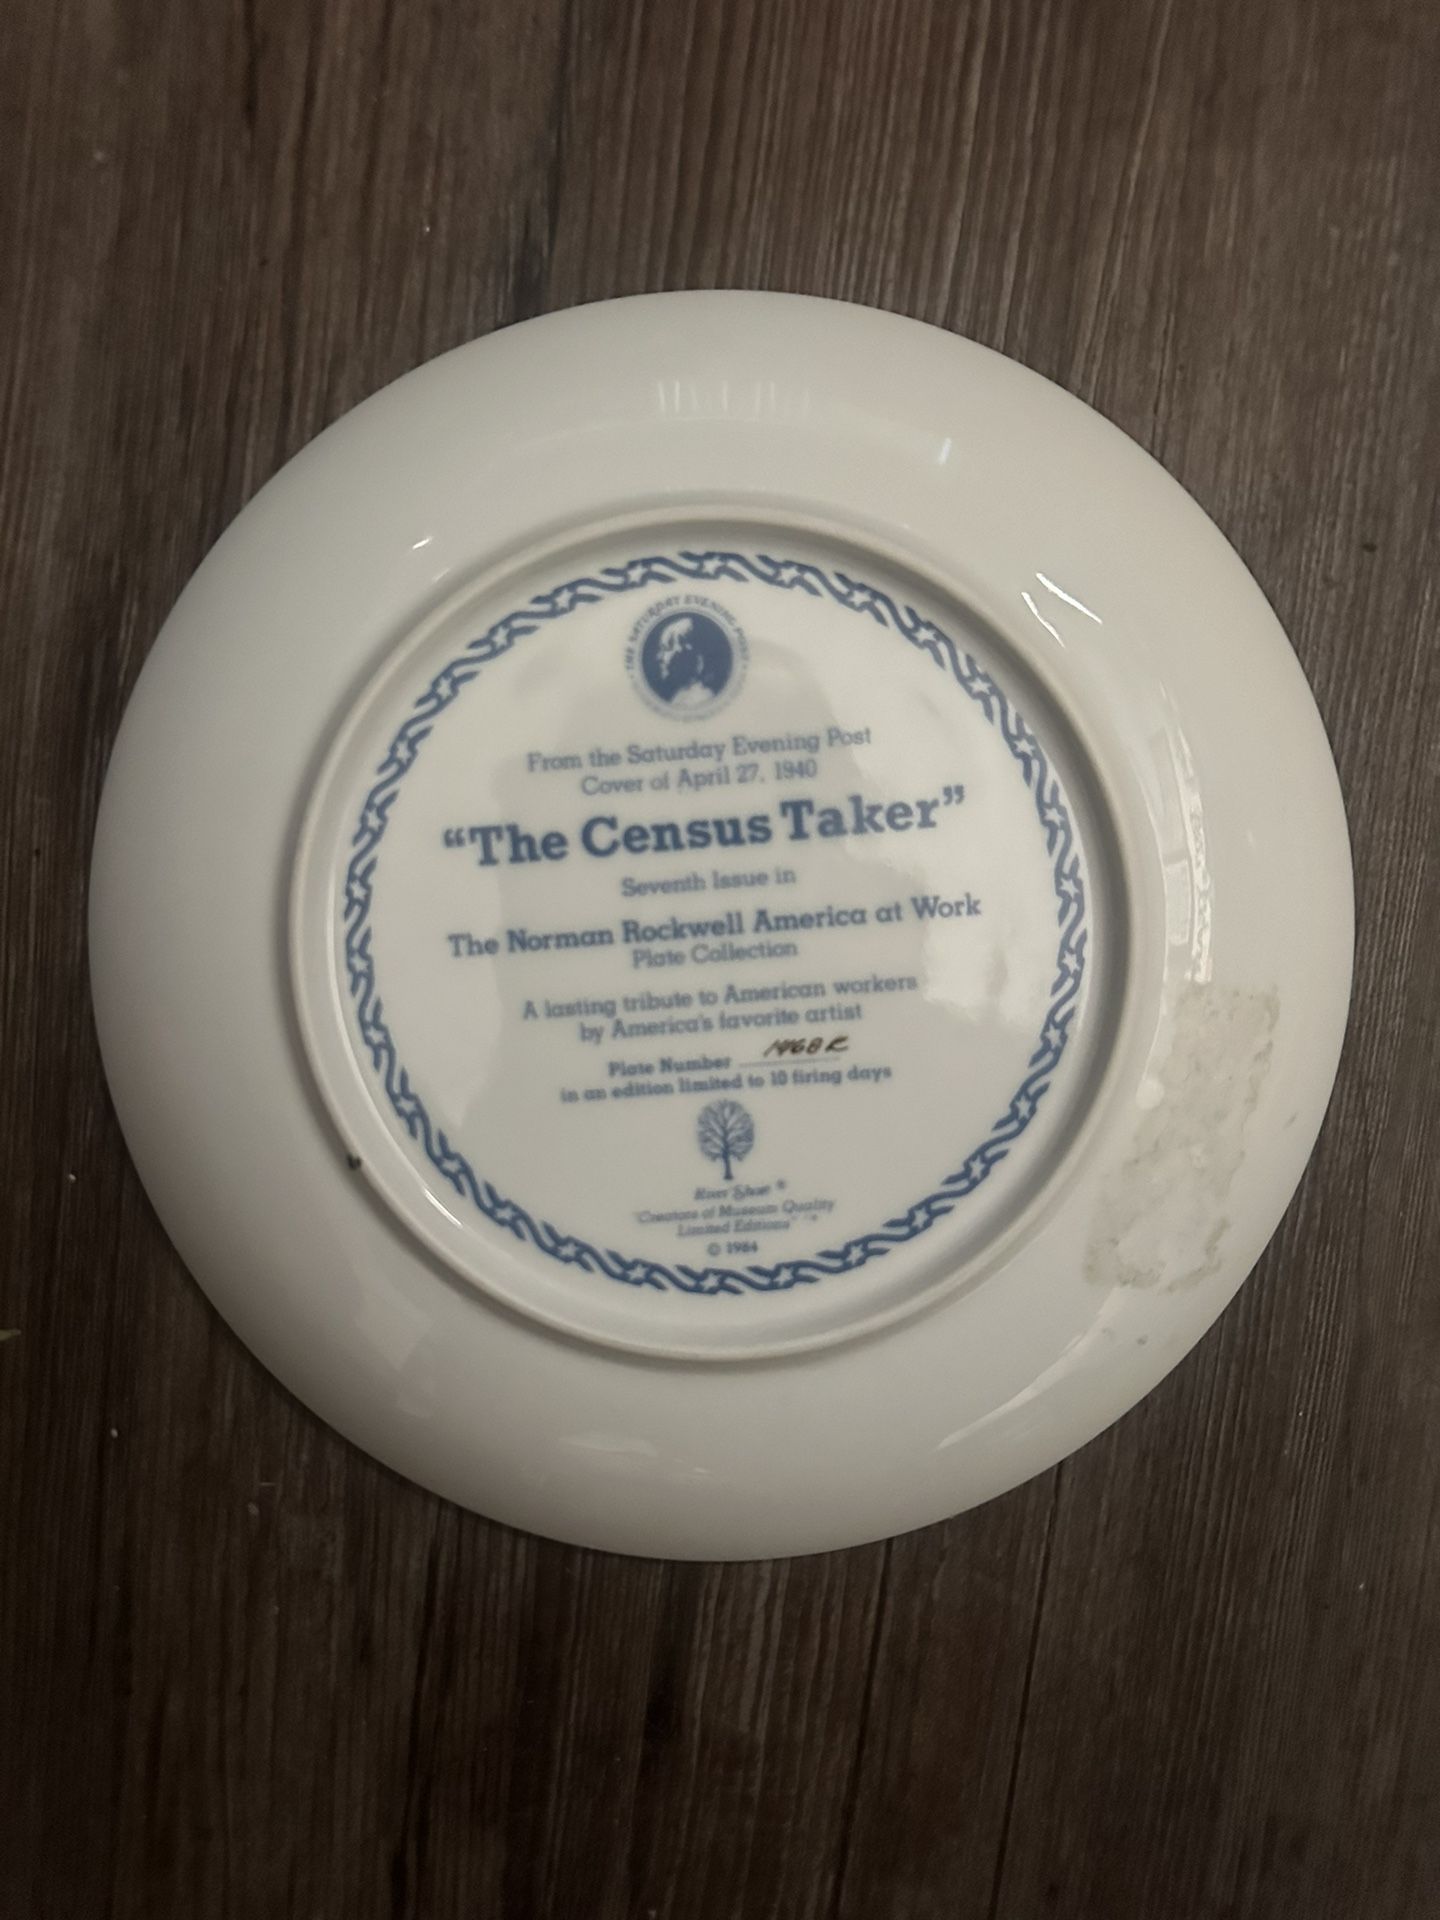 THE SATURDAY EVENING POST
From the Saturday Evening Post
Cover of April 27, 1940
“The Census Taker”
Seventh Issue in
The Norman Rockwell America at Work
Plate Collection
A lasting tribute to American workers
by America's favorite artist
Plate Number 1468R
in an edition limited to 10 firing days
River Shore ®
"Creators of Museum Quality
Limited Editions" ™
© 1984